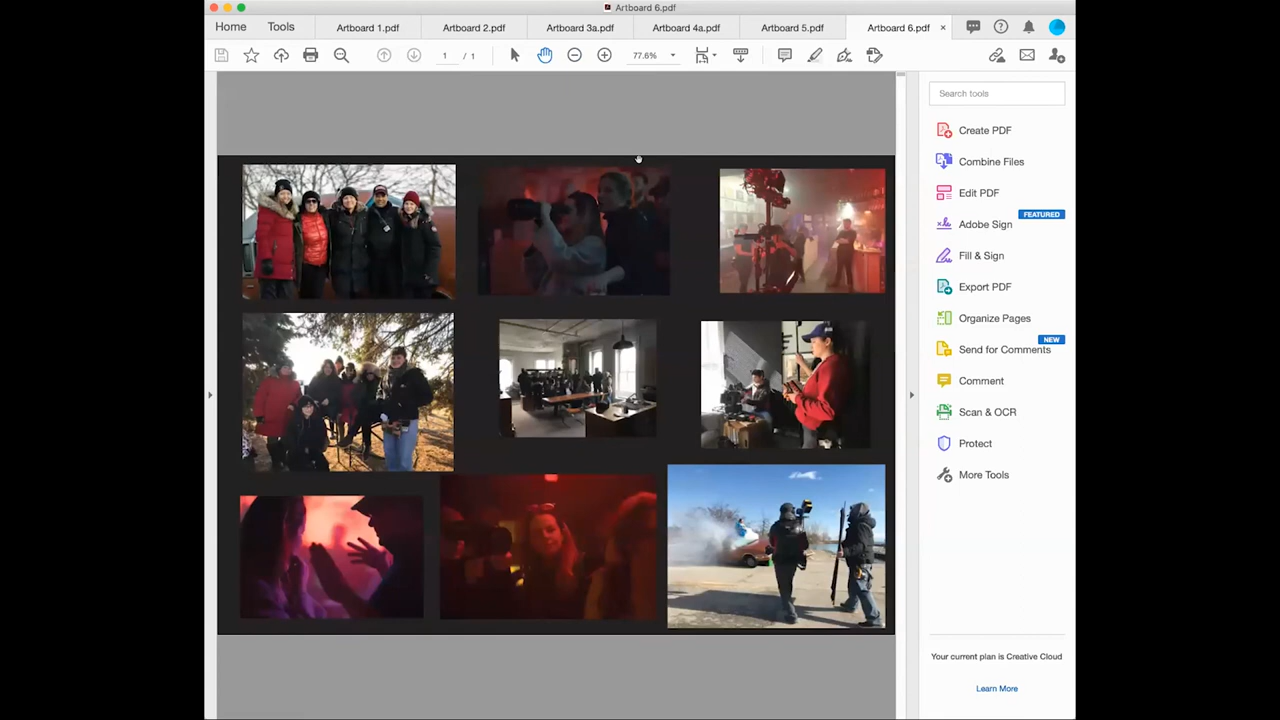 Artboard 6.pdf
Home
Tools
Artboard 1.pdf
Artboard 2.pdf
Artboard 3a.pdf
Artboard 4a.pdf
Artboard 5.pdf
Artboard 6.pdf
1 / 1
77.6%
Search tools
Create PDF
Combine Files
Edit PDF
FEATURED
Adobe Sign
Fill & Sign
Export PDF
Organize Pages
NEW
Send for Comments
Comment
Scan & OCR
Protect
More Tools
Your current plan is Creative Cloud
Learn More